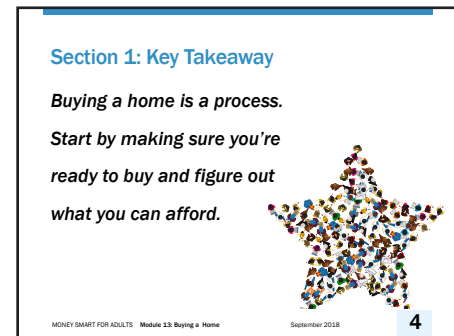 Section 1: Key Takeaway
Buying a home is a process.
Start by making sure you're
ready to buy and figure out
what you can afford.
MONEY SMART FOR ADULTS Module 13: Buying a Home September 2018 4